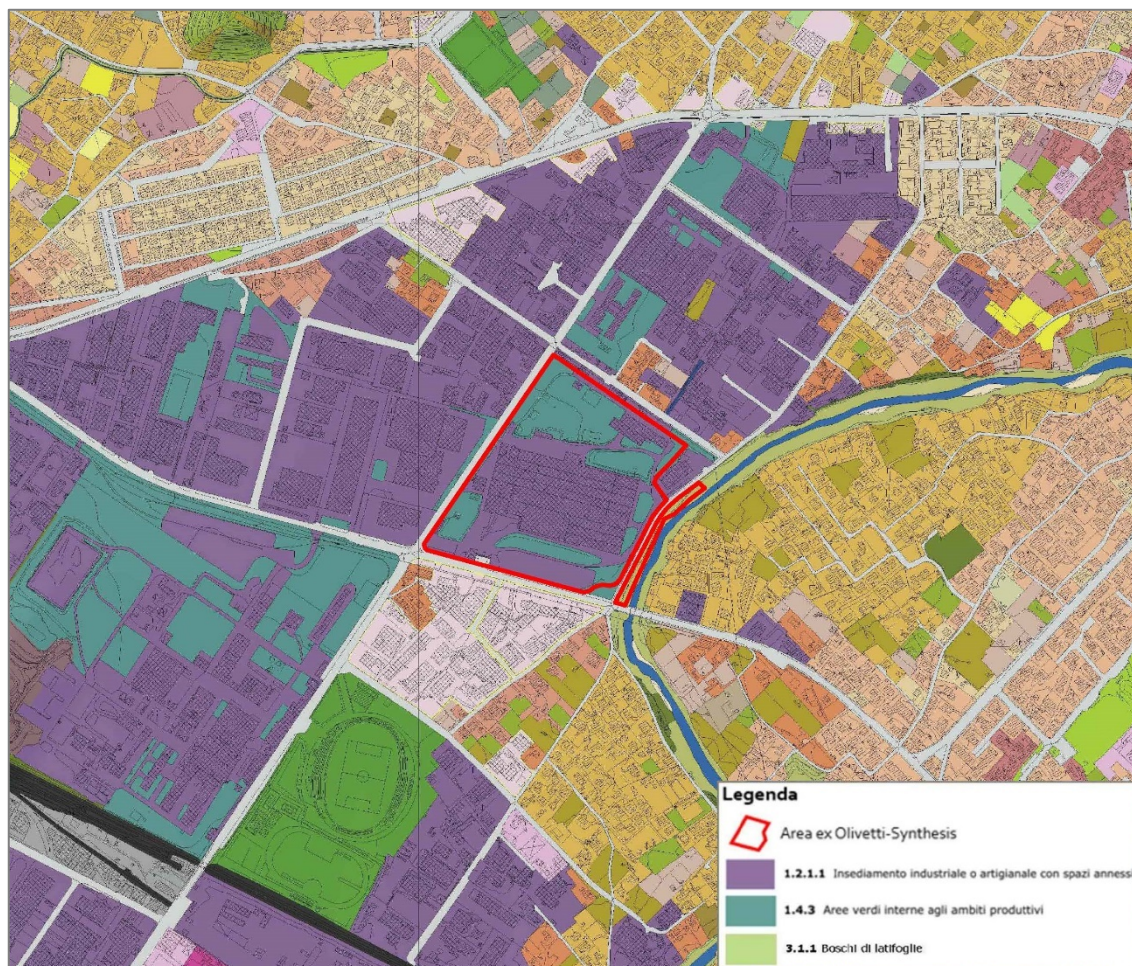 Legenda
Area ex Olivetti-Synthesis
1.2.1.1 Insediamento industriale o artigianale con spazi annessi
1.4.3 Aree verdi interne agli ambiti produttivi
3.1.1 Boschi di latifoglie